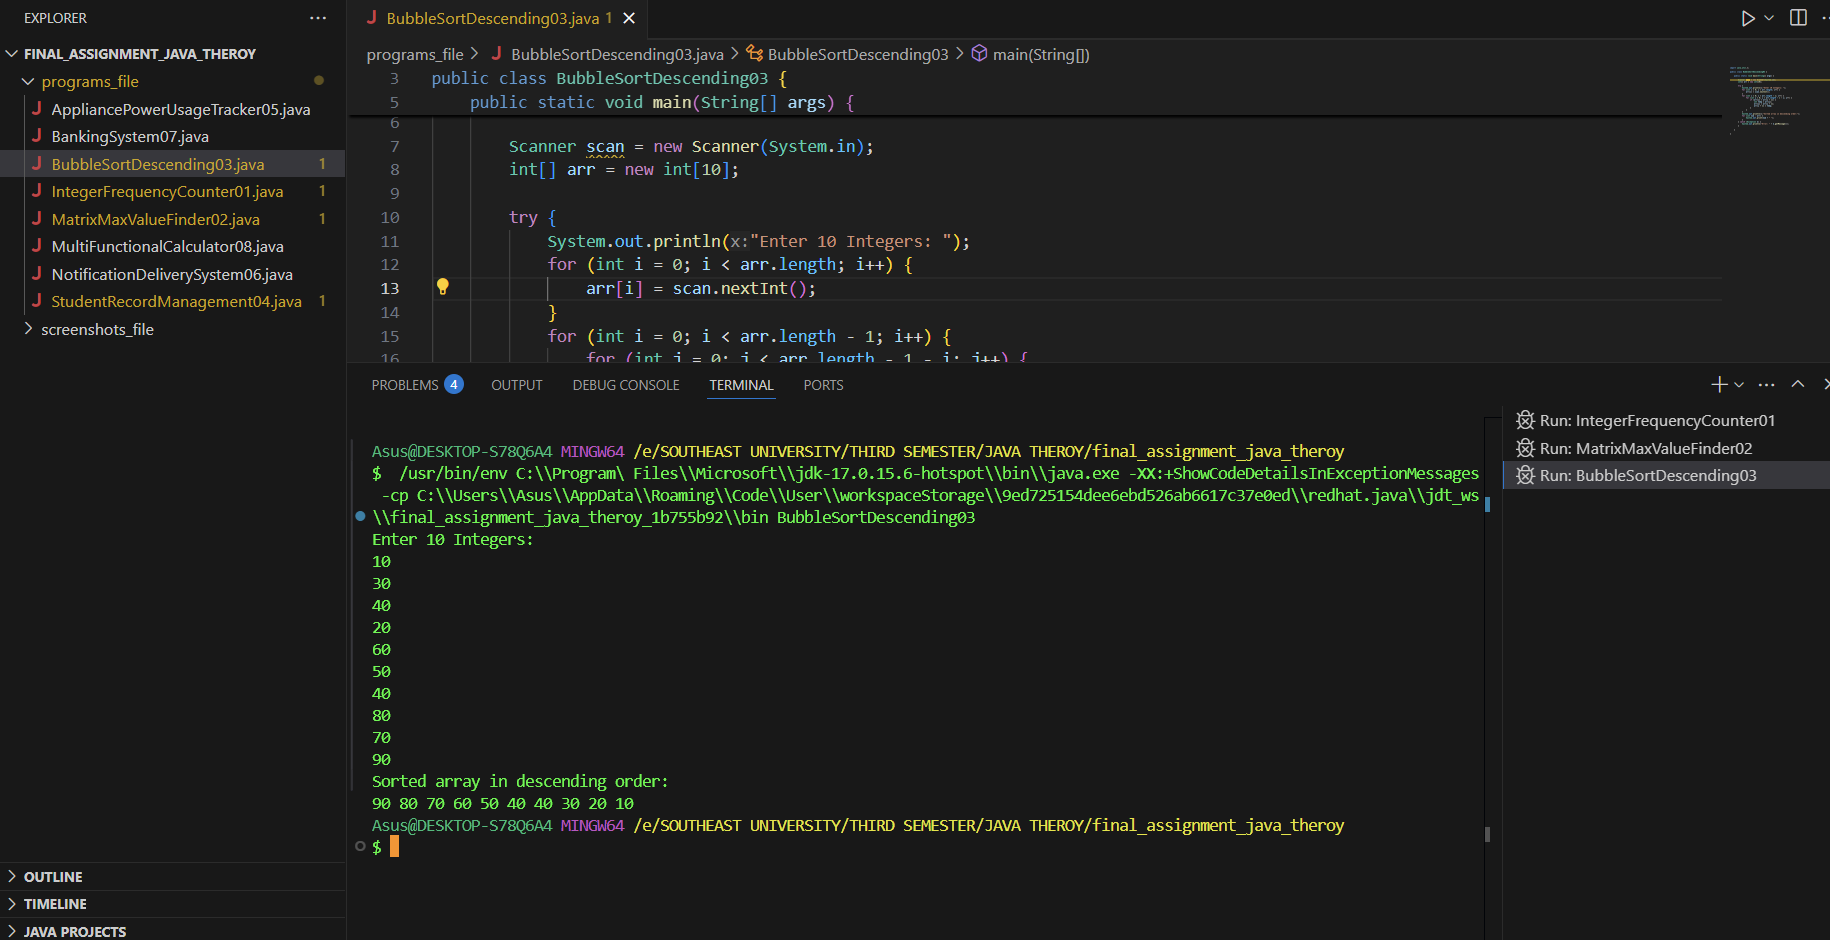 EXPLORER
FINAL_ASSIGNMENT_JAVA_THEROY
programs_file
J AppliancePowerUsageTracker05.java
J BankingSystem07.java
J BubbleSortDescending03.java 1
J IntegerFrequencyCounter01.java 1
J MatrixMaxValueFinder02.java 1
J MultiFunctionalCalculator08.java
J NotificationDeliverySystem06.java
J StudentRecordManagement04.java 1
screenshots_file
OUTLINE
TIMELINE
JAVA PROJECTS
J BubbleSortDescending03.java 1
programs_file > J BubbleSortDescending03.java > BubbleSortDescending03 > main(String[])
3 public class BubbleSortDescending03 {
5 public static void main(String[] args) {
6
7 Scanner scan = new Scanner(System.in);
8 int[] arr = new int[10];
9
10 try {
11 System.out.println(x:"Enter 10 Integers: ");
12 for (int i = 0; i < arr.length; i++) {
13 arr[i] = scan.nextInt();
14 }
15 for (int i = 0; i < arr.length - 1; i++) {
16 for (int j = 0; j < arr.length - 1 - i; j++) {
PROBLEMS 4 OUTPUT DEBUG CONSOLE TERMINAL PORTS
Asus@DESKTOP-S78Q6A4 MINGW64 /e/SOUTHEAST UNIVERSITY/THIRD SEMESTER/JAVA THEROY/final_assignment_java_theroy
$ /usr/bin/env C:\\Program\ Files\\Microsoft\\jdk-17.0.15.6-hotspot\\bin\\java.exe -XX:+ShowCodeDetailsInExceptionMessages
-cp C:\\Users\\Asus\\AppData\\Roaming\\Code\\User\\workspaceStorage\\9ed725154dee6ebd526ab6617c37e0ed\\redhat.java\\jdt_ws
\\final_assignment_java_theroy_1b755b92\\bin BubbleSortDescending03
Enter 10 Integers:
10
30
40
20
60
50
40
80
70
90
Sorted array in descending order:
90 80 70 60 50 40 40 30 20 10
Asus@DESKTOP-S78Q6A4 MINGW64 /e/SOUTHEAST UNIVERSITY/THIRD SEMESTER/JAVA THEROY/final_assignment_java_theroy
$
Run: IntegerFrequencyCounter01
Run: MatrixMaxValueFinder02
Run: BubbleSortDescending03